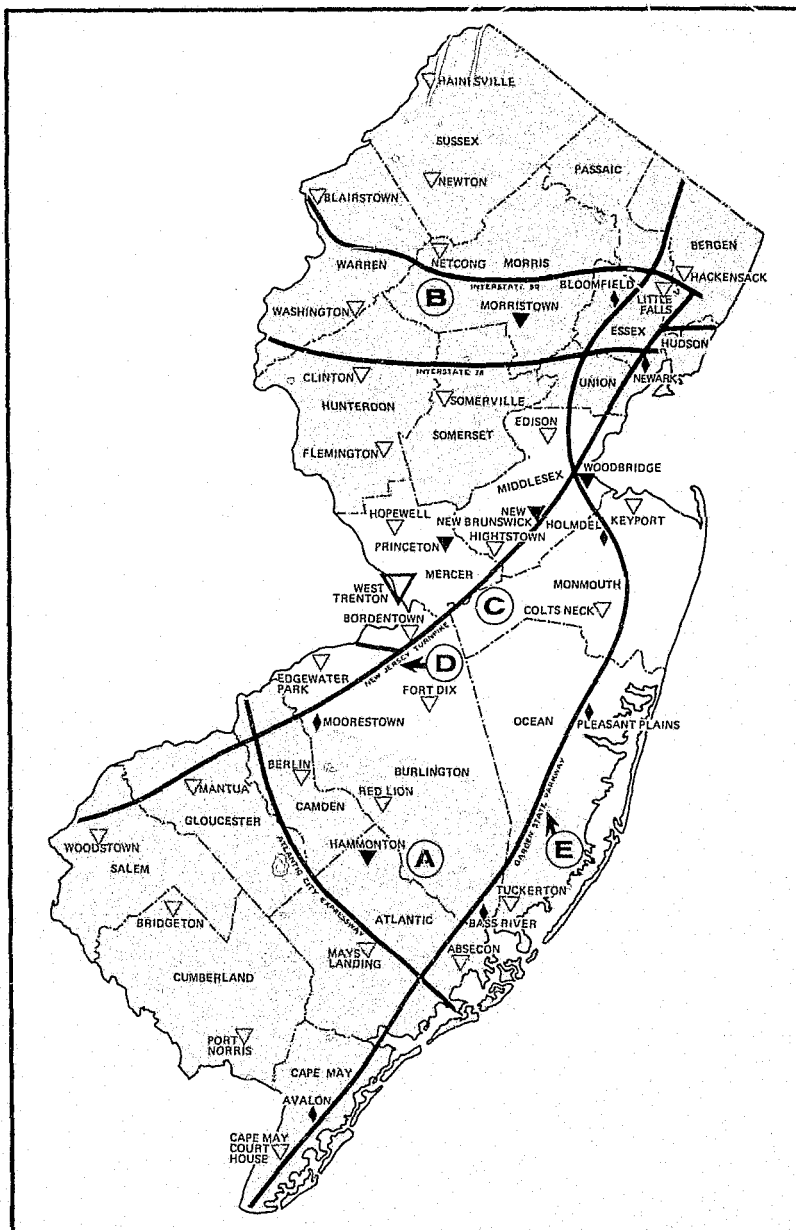 HAINESVILLE
SUSSEX
PASSAIC
NEWTON
BLAIRSTOWN
BERGEN
WARREN
NETCONG
MORRIS
HACKENSACK
INTERSTATE 80
BLOOMFIELD
LITTLE
FALLS
B
WASHINGTON
MORRISTOWN
ESSEX
HUDSON
INTERSTATE 78
NEWARK
CLINTON
UNION
HUNTERDON
SOMERVILLE
EDISON
SOMERSET
FLEMINGTON
WOODBRIDGE
MIDDLESEX
HOPEWELL
NEW
NEW BRUNSWICK
KEYPORT
HOLMDEL
PRINCETON
HIGHTSTOWN
MERCER
WEST
TRENTON
MONMOUTH
C
COLTS NECK
BORDENTOWN
NEW JERSEY TURNPIKE
D
EDGEWATER
PARK
FORT DIX
OCEAN
PLEASANT PLAINS
MOORESTOWN
BERLIN
BURLINGTON
MANTUA
CAMDEN
RED LION
GARDEN STATE PARKWAY
GLOUCESTER
WOODSTOWN
SALEM
HAMMONTON
A
E
ATLANTIC CITY EXPRESSWAY
TUCKERTON
BRIDGETON
ATLANTIC
BASS RIVER
MAYS
LANDING
ABSECON
CUMBERLAND
PORT
NORRIS
CAPE MAY
AVALON
CAPE MAY
COURT
HOUSE